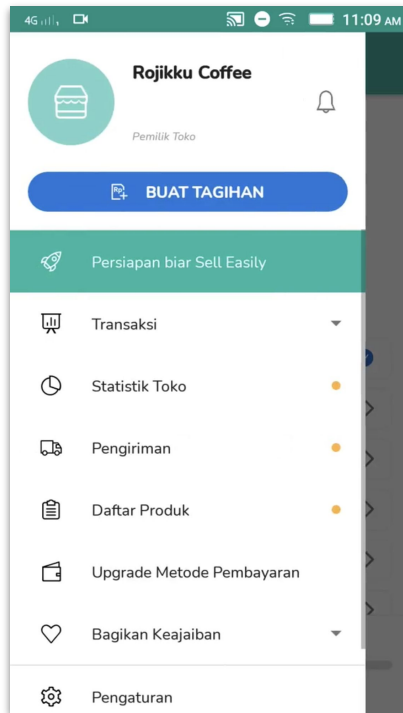 4G
11:09 AM
Rojikku Coffee
Pemilik Toko
Rp
BUAT TAGIHAN
Persiapan biar Sell Easily
Transaksi
Statistik Toko
Pengiriman
Daftar Produk
Upgrade Metode Pembayaran
Bagikan Keajaiban
Pengaturan